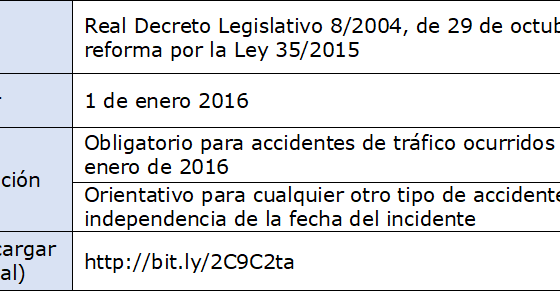 Real Decreto Legislativo 8/2004, de 29 de octub
reforma por la Ley 35/2015
1 de enero 2016
Obligatorio para accidentes de tráfico ocurridos
ción
enero de 2016
Orientativo para cualquier otro tipo de accidente
independencia de la fecha del incidente
cargar
al)
http://bit.ly/2C9C2ta